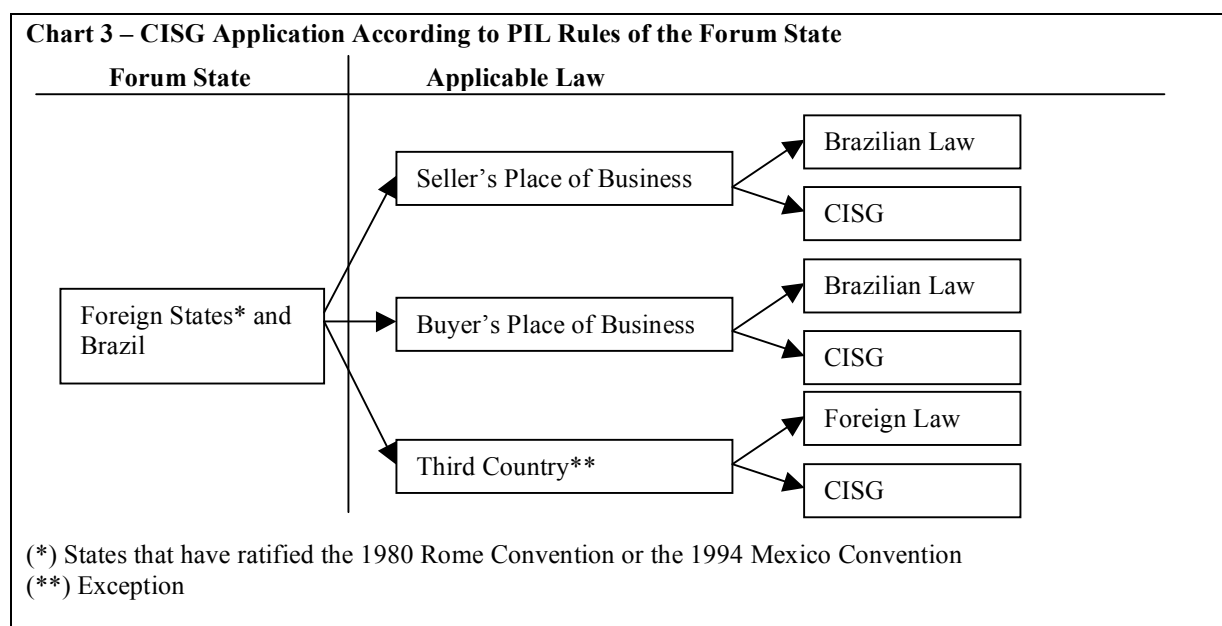 Chart 3 – CISG Application According to PIL Rules of the Forum State
Forum State
Applicable Law
Foreign States* and
Brazil
Seller’s Place of Business
Brazilian Law
CISG
Buyer’s Place of Business
Brazilian Law
CISG
Third Country**
Foreign Law
CISG
(*) States that have ratified the 1980 Rome Convention or the 1994 Mexico Convention
(**) Exception